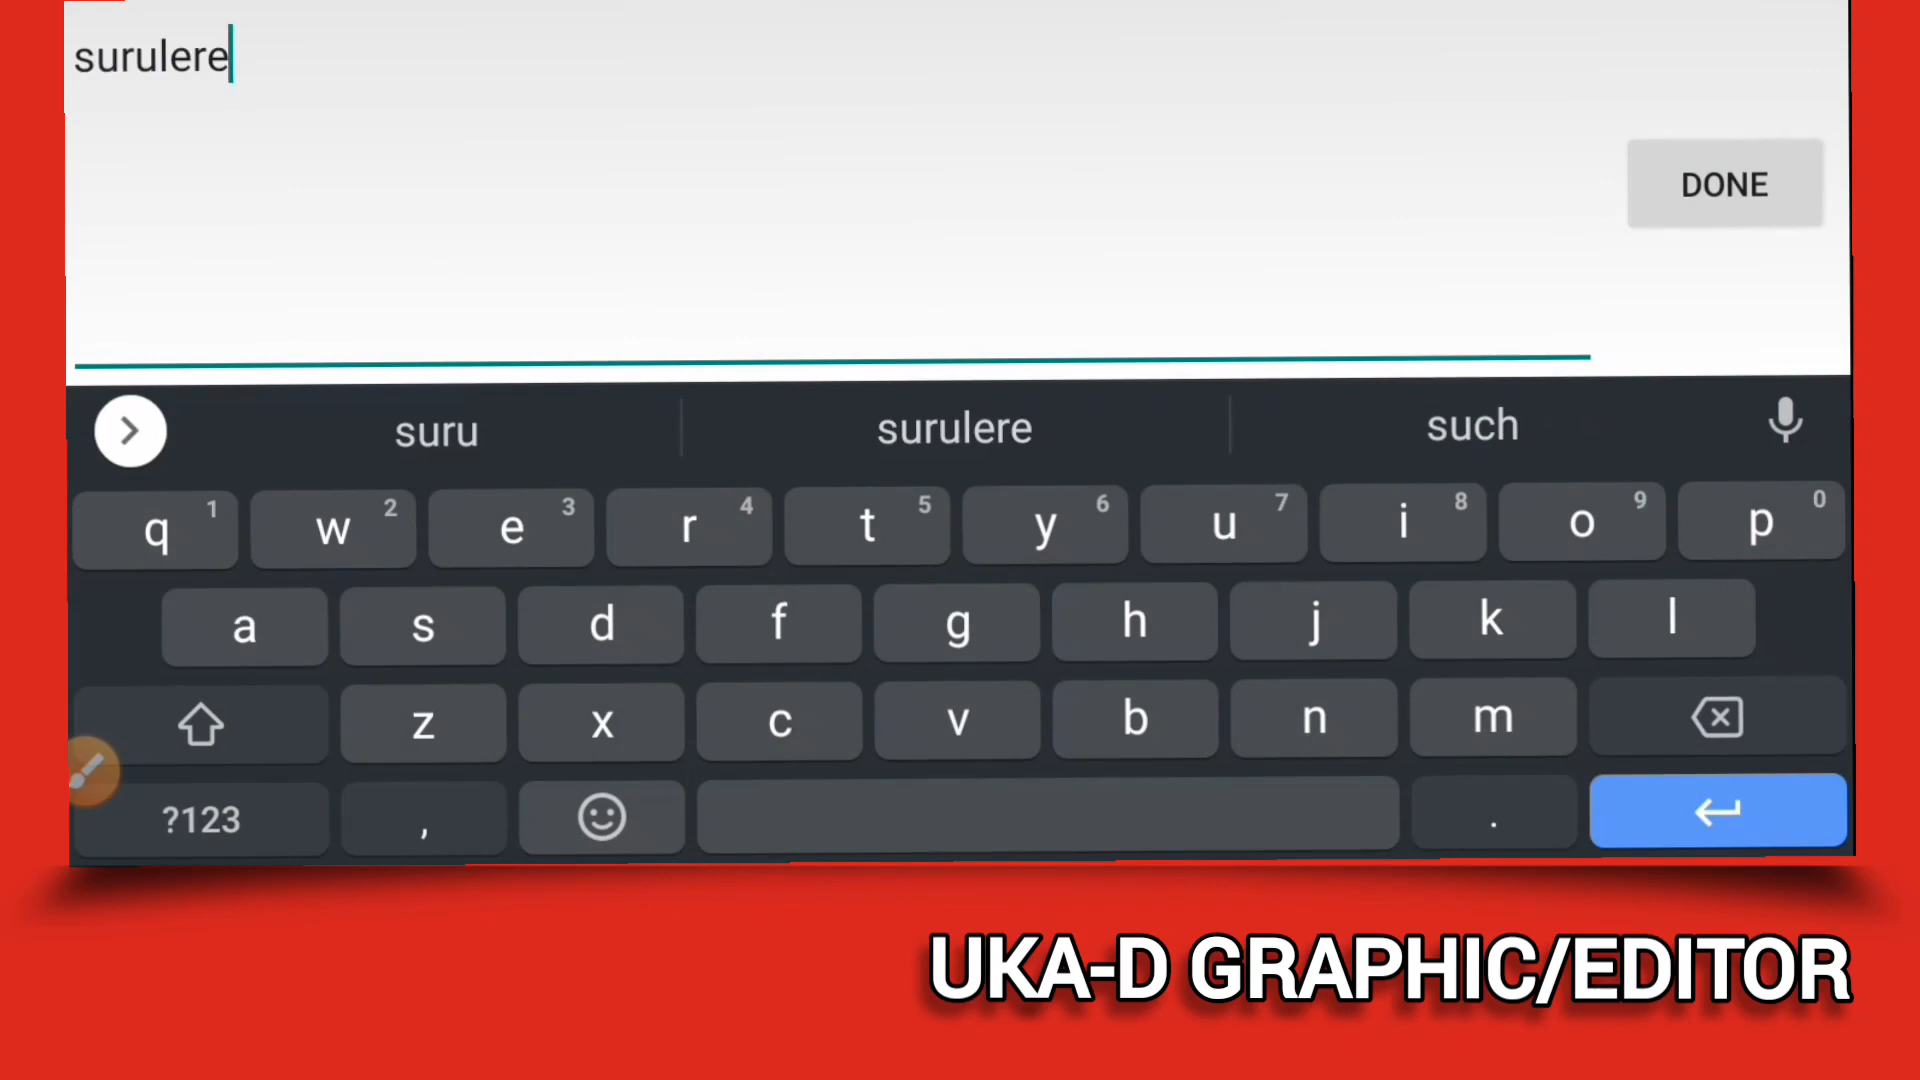 surulere
DONE
suru surulere such
q 1 w 2 e 3 r 4 t 5 y 6 u 7 i 8 o 9 p 0
a s d f g h j k l
z x c v b n m
?123 , .
UKA-D GRAPHIC/EDITOR